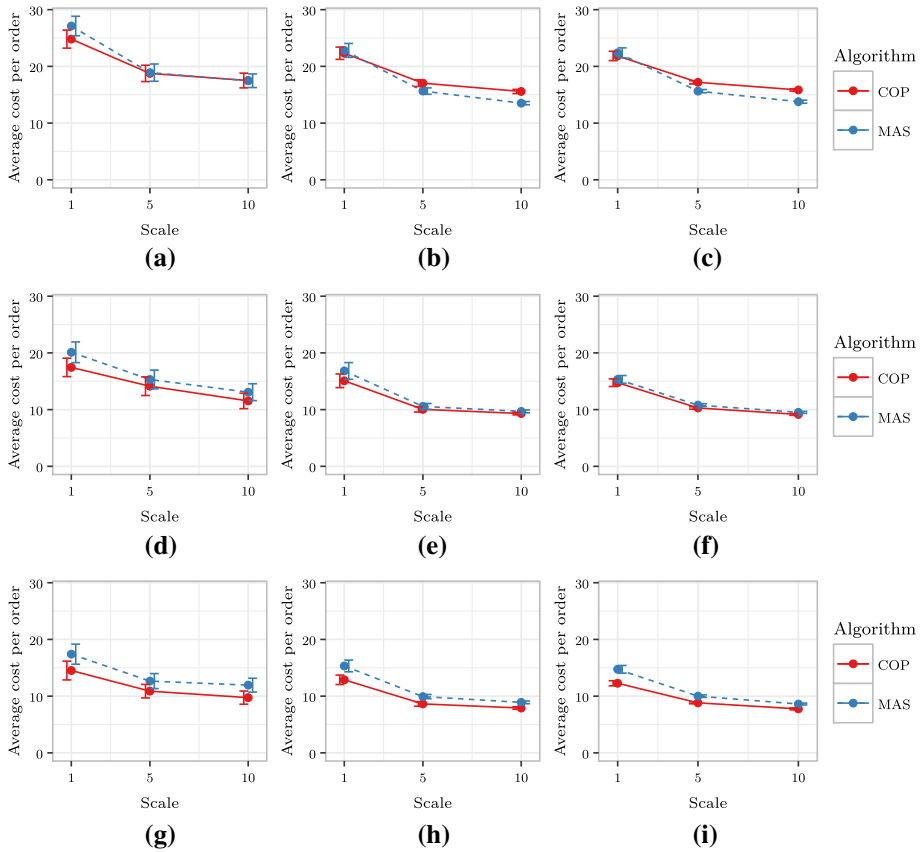 Average cost per order
30
20
10
0
1
5
10
Scale
(a)
Average cost per order
30
20
10
0
1
5
10
Scale
(b)
Average cost per order
30
20
10
0
1
5
10
Scale
(c)
Algorithm
COP
MAS
Average cost per order
30
20
10
0
1
5
10
Scale
(d)
Average cost per order
30
20
10
0
1
5
10
Scale
(e)
Average cost per order
30
20
10
0
1
5
10
Scale
(f)
Algorithm
COP
MAS
Average cost per order
30
20
10
0
1
5
10
Scale
(g)
Average cost per order
30
20
10
0
1
5
10
Scale
(h)
Average cost per order
30
20
10
0
1
5
10
Scale
(i)
Algorithm
COP
MAS